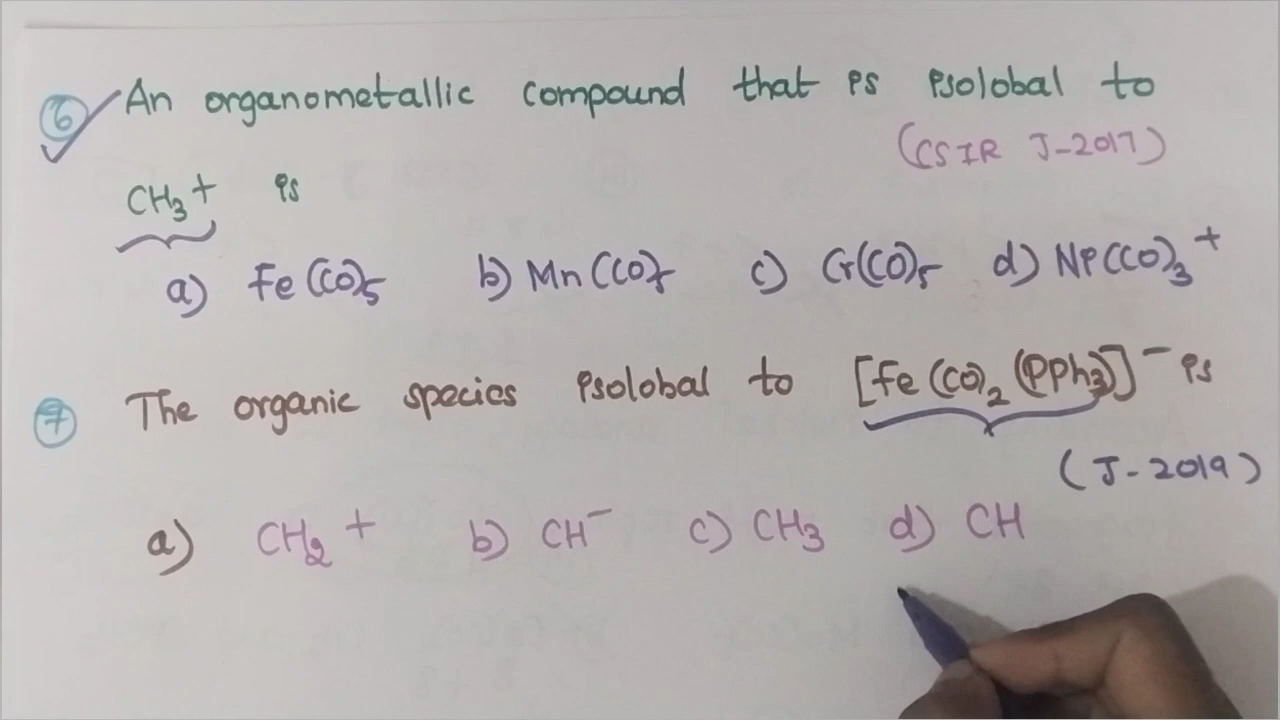 6 An organometallic compound that is isolobal to
(CSIR J-2017)
CH3+ is
a) Fe(CO)5 b) Mn(CO)5 c) Cr(CO)5 d) Ni(CO)3+
7 The organic species isolobal to [Fe(CO)2(PPh3)]- is
(J-2019)
a) CH2+ b) CH- c) CH3 d) CH